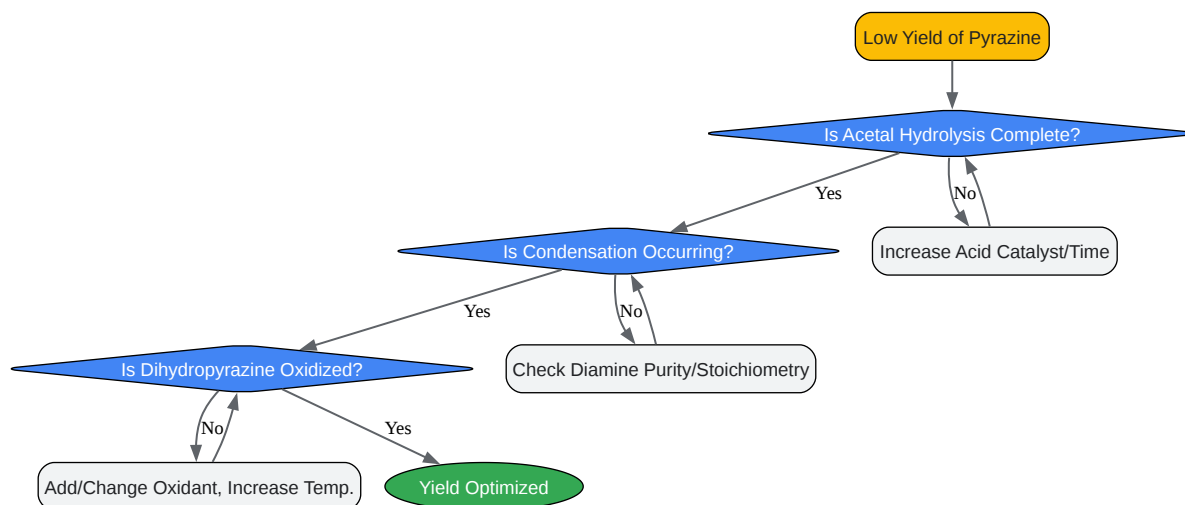 Low Yield of Pyrazine
Is Acetal Hydrolysis Complete?
Yes
No
Is Condensation Occurring?
Increase Acid Catalyst/Time
Yes
No
Is Dihydropyrazine Oxidized?
Check Diamine Purity/Stoichiometry
No
Yes
Add/Change Oxidant, Increase Temp.
Yield Optimized